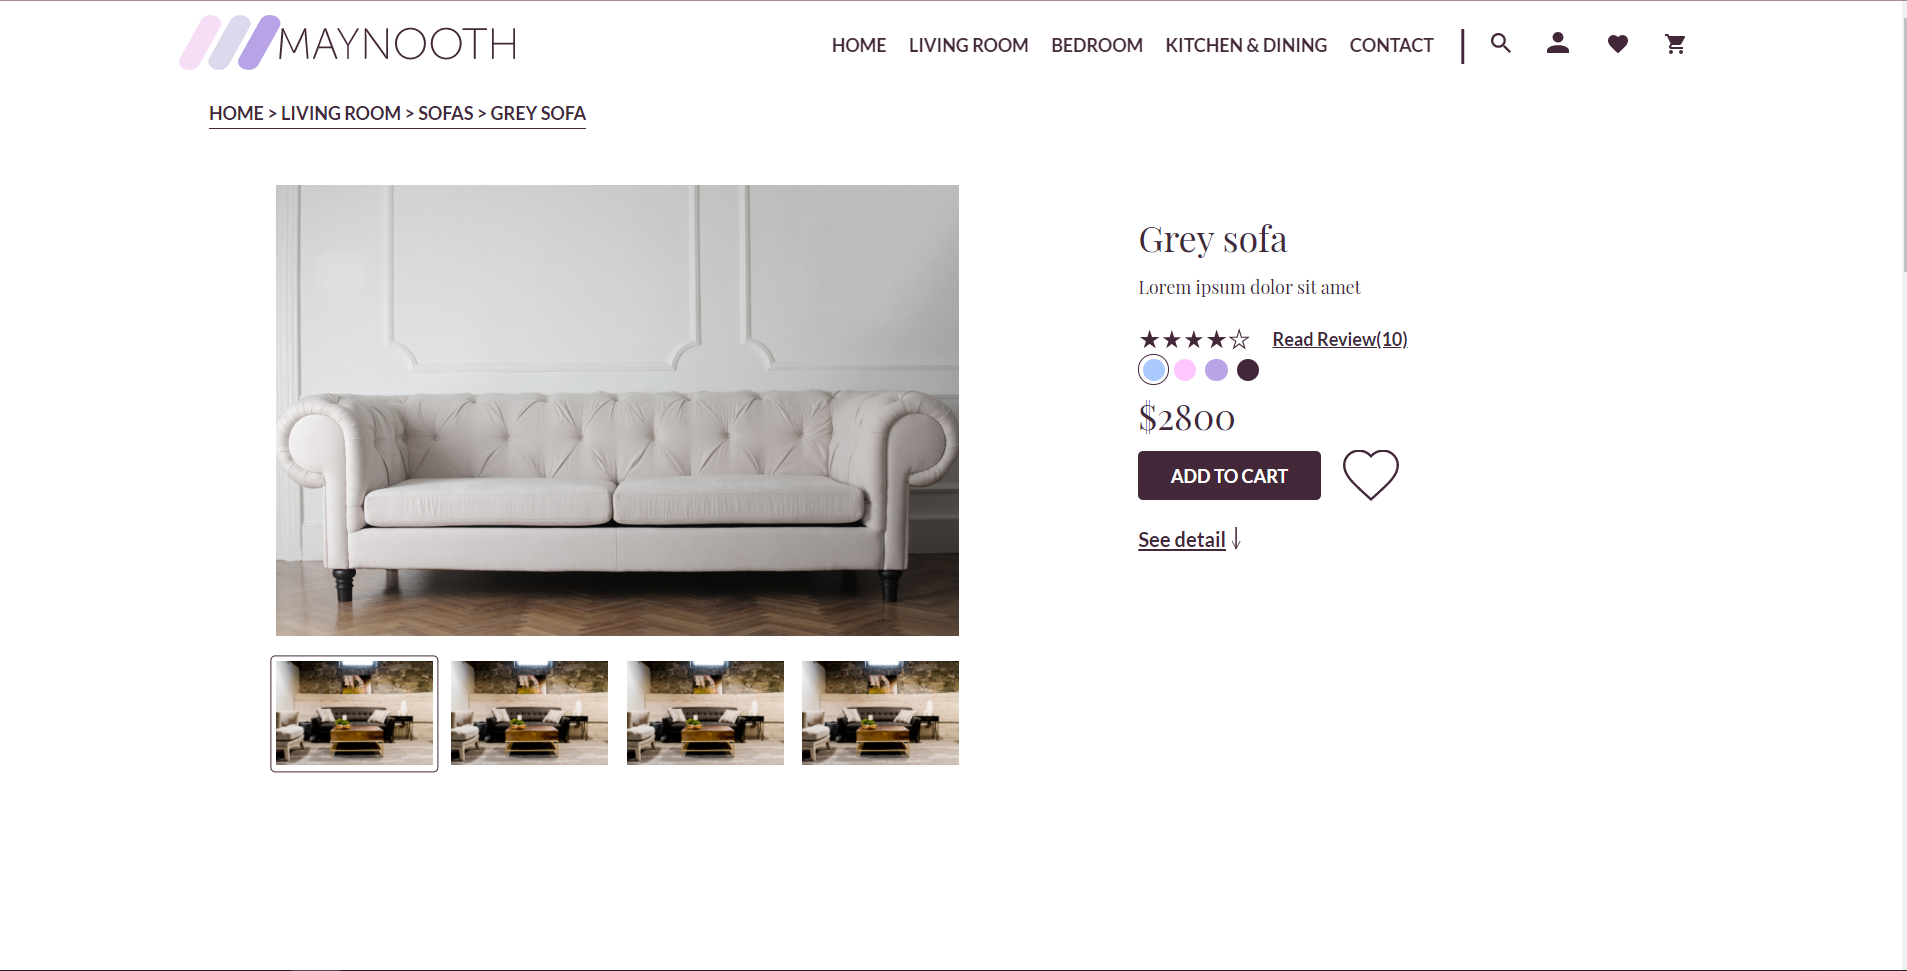 MAYNOOTH
HOME LIVING ROOM BEDROOM KITCHEN & DINING CONTACT
HOME > LIVING ROOM > SOFAS > GREY SOFA
Grey sofa
Lorem ipsum dolor sit amet
★★★★☆ Read Review(10)
$2800
ADD TO CART
See detail ↓